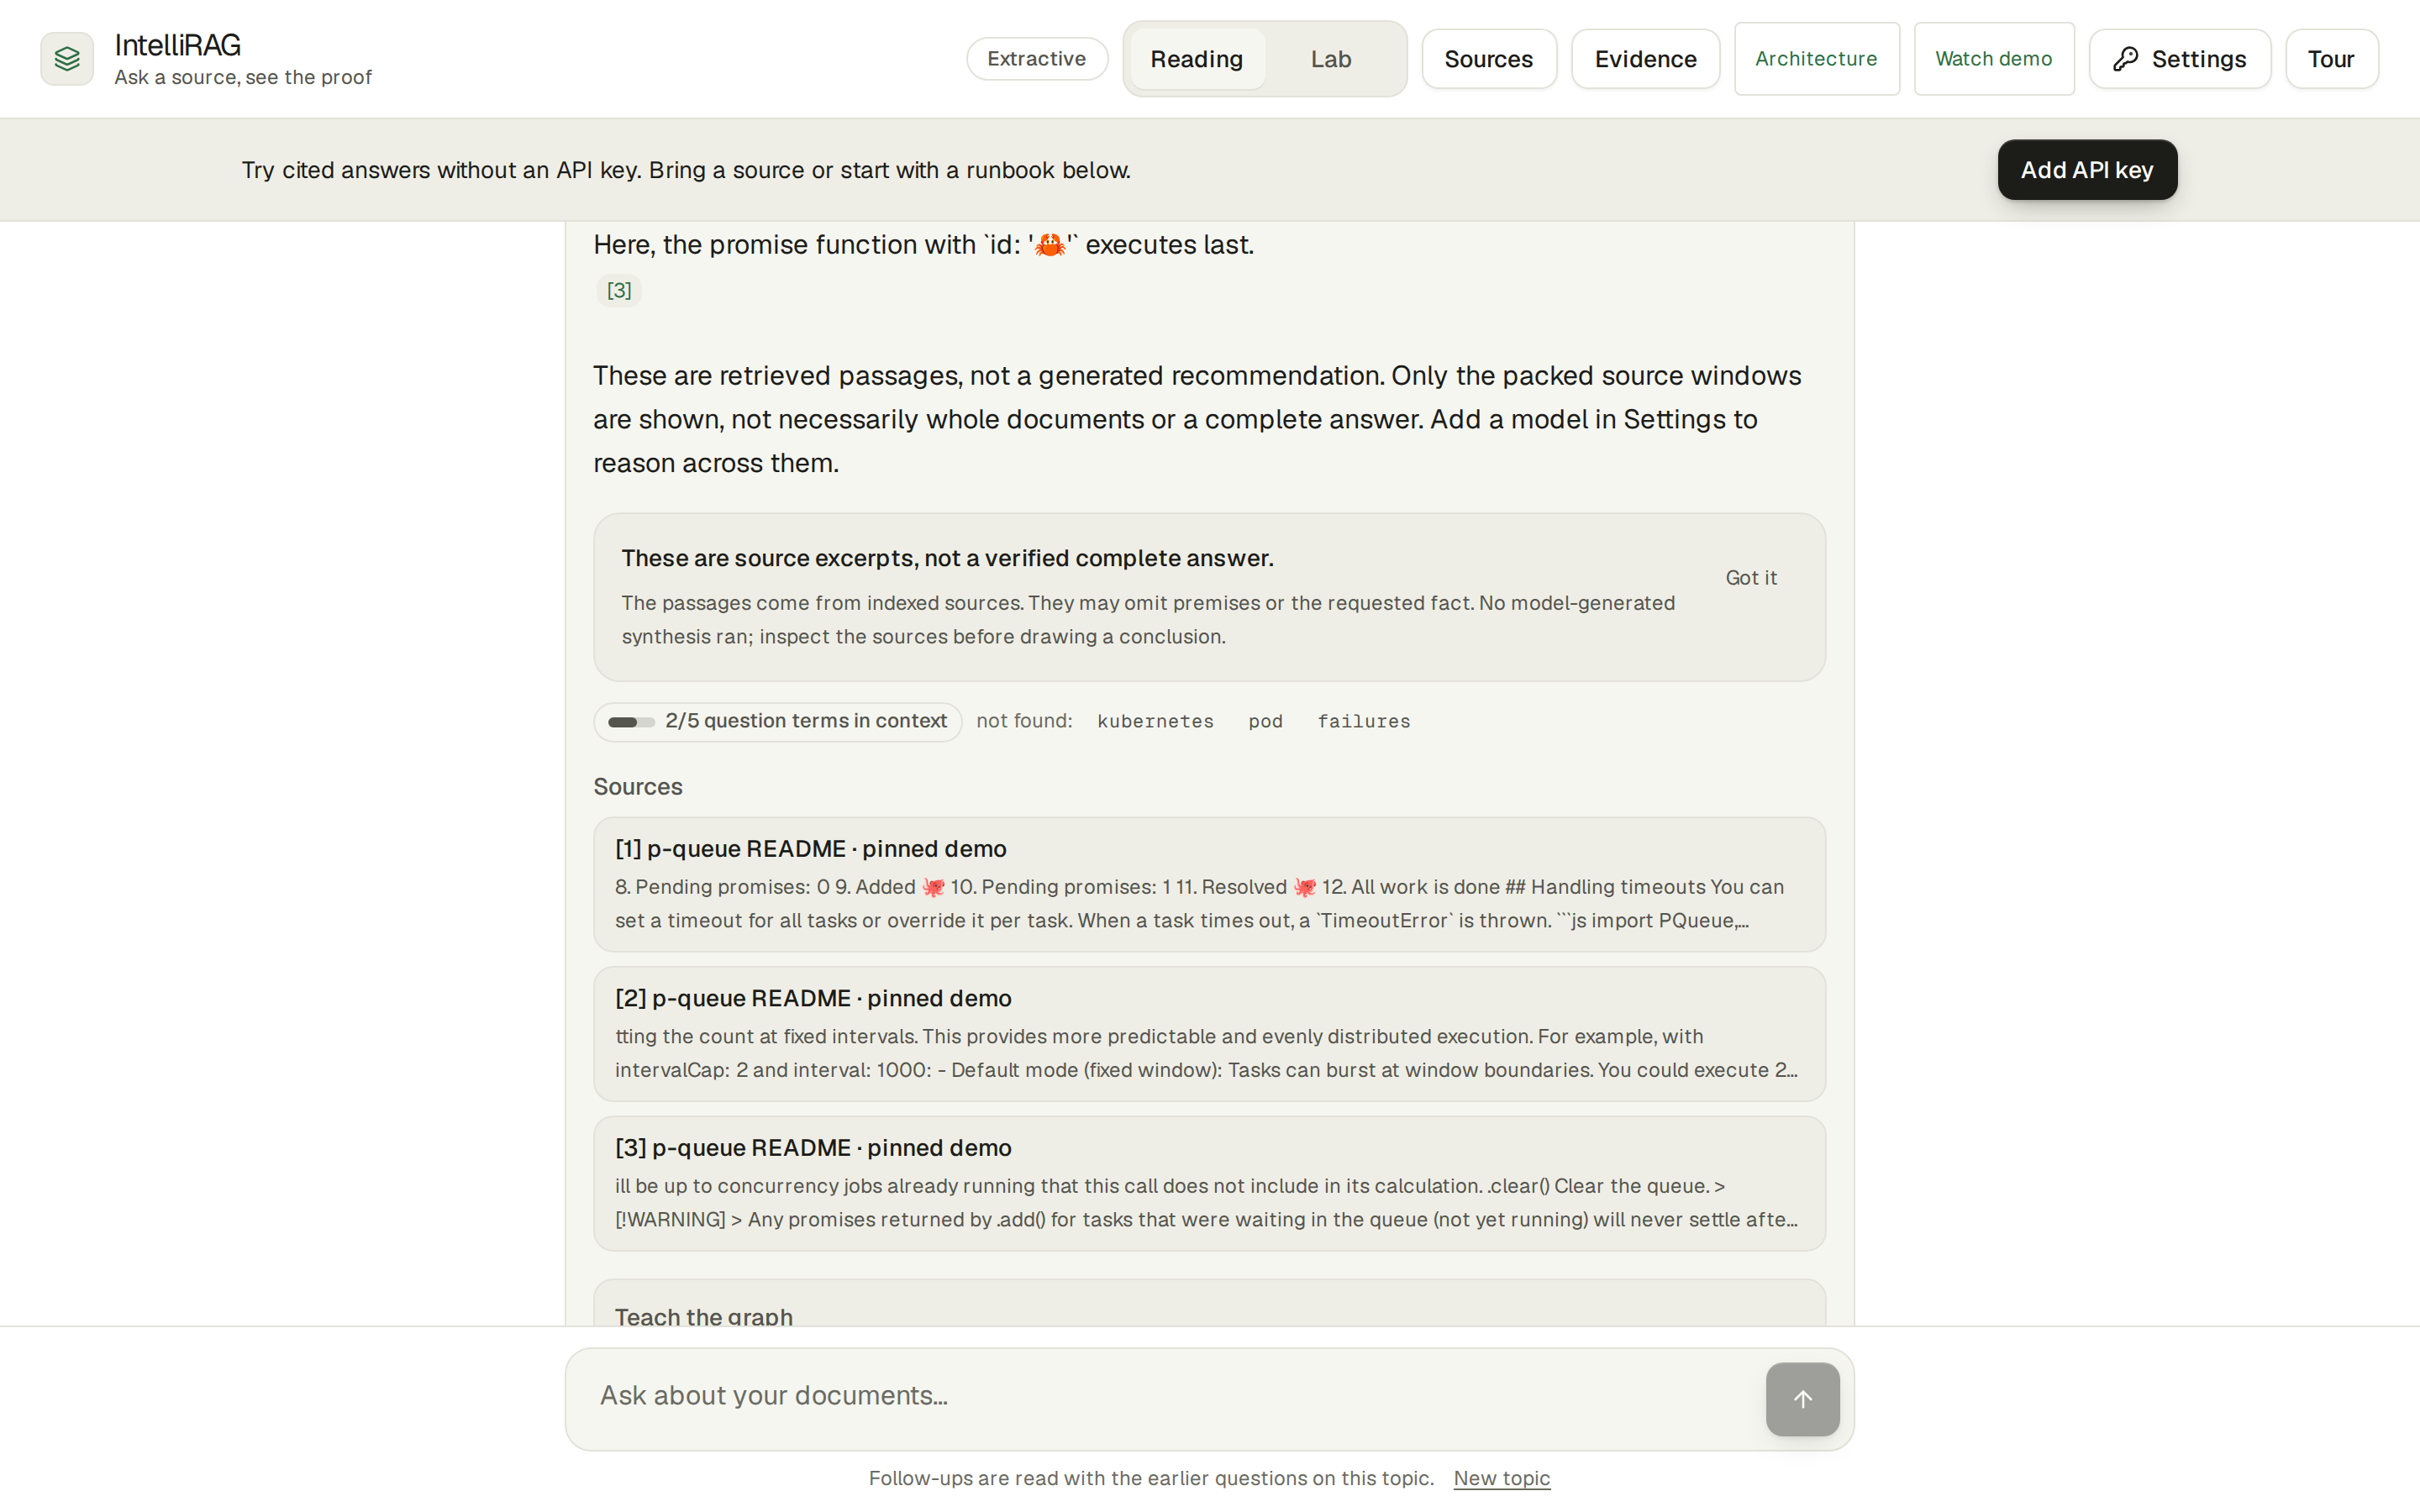 IntelliRAG
Ask a source, see the proof
Extractive
Reading
Lab
Sources
Evidence
Architecture
Watch demo
Settings
Tour
Try cited answers without an API key. Bring a source or start with a runbook below.
Add API key
Here, the promise function with `id: '🦀'` executes last.
[3]
These are retrieved passages, not a generated recommendation. Only the packed source windows
are shown, not necessarily whole documents or a complete answer. Add a model in Settings to
reason across them.
These are source excerpts, not a verified complete answer.
The passages come from indexed sources. They may omit premises or the requested fact. No model-generated
synthesis ran; inspect the sources before drawing a conclusion.
Got it
2/5 question terms in context
not found: kubernetes pod failures
Sources
[1] p-queue README · pinned demo
8. Pending promises: 0 9. Added 🐙 10. Pending promises: 1 11. Resolved 🐙 12. All work is done ## Handling timeouts You can
set a timeout for all tasks or override it per task. When a task times out, a `TimeoutError` is thrown. ```js import PQueue,...
[2] p-queue README · pinned demo
tting the count at fixed intervals. This provides more predictable and evenly distributed execution. For example, with
intervalCap: 2 and interval: 1000: - Default mode (fixed window): Tasks can burst at window boundaries. You could execute 2...
[3] p-queue README · pinned demo
ill be up to concurrency jobs already running that this call does not include in its calculation. .clear() Clear the queue. >
[!WARNING] > Any promises returned by .add() for tasks that were waiting in the queue (not yet running) will never settle afte...
Teach the graph
Ask about your documents...
Follow-ups are read with the earlier questions on this topic. New topic